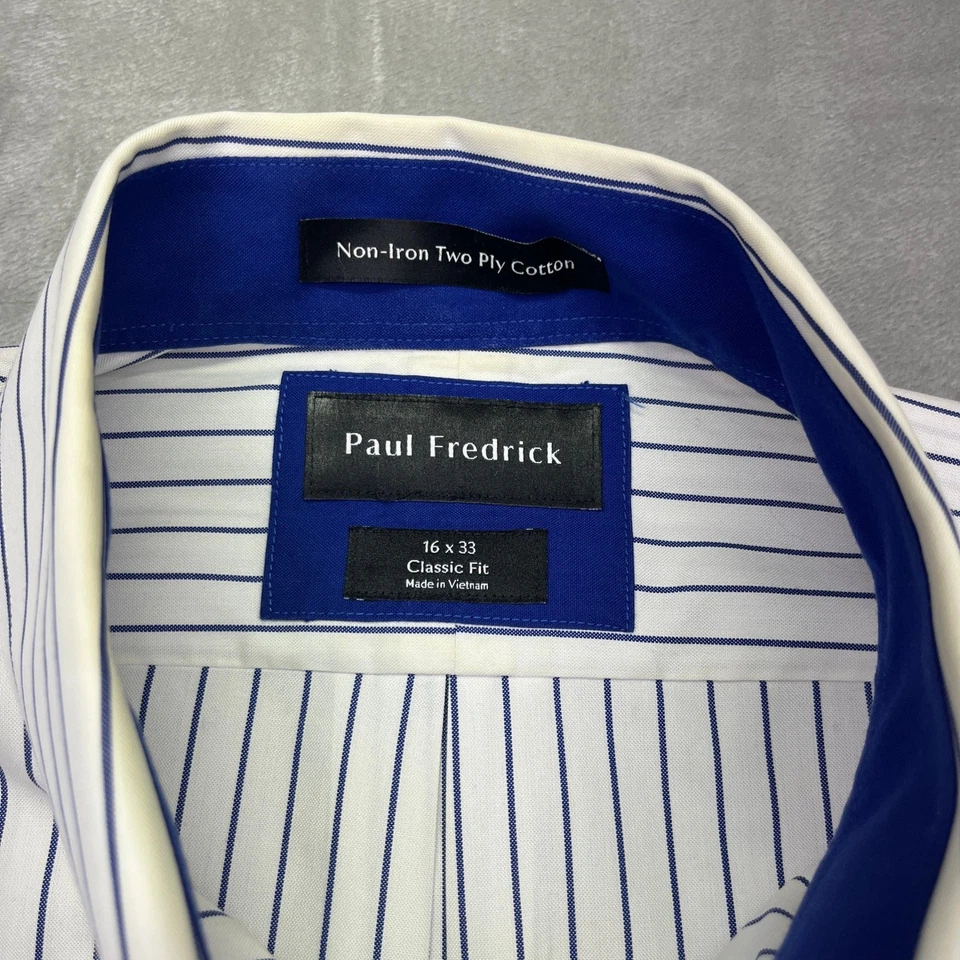 Non-Iron Two Ply Cotton
Paul Fredrick
16 x 33
Classic Fit
Made in Vietnam